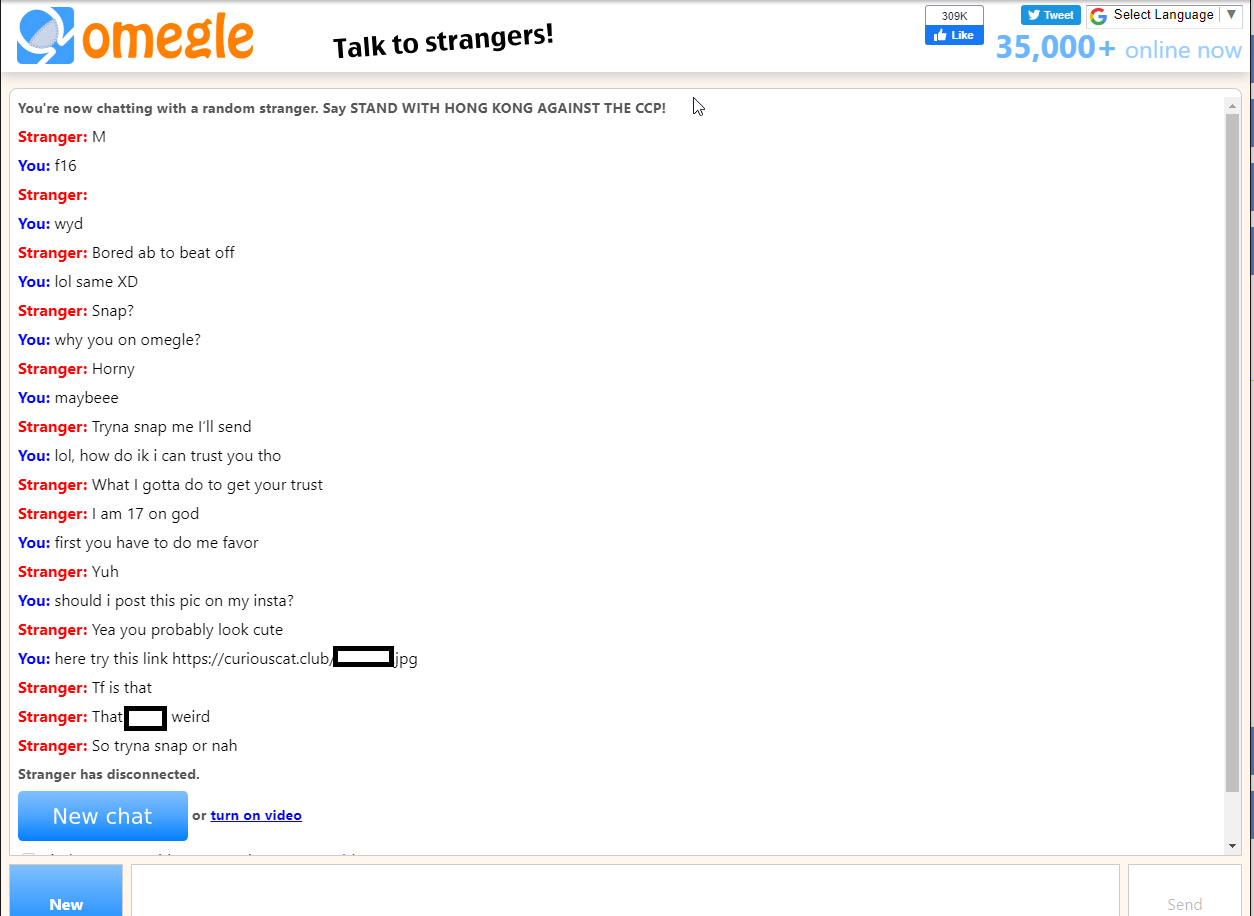 omegle
Talk to strangers!
309K
Like
Tweet
Select Language ▼
35,000+ online now
You're now chatting with a random stranger. Say STAND WITH HONG KONG AGAINST THE CCP!
Stranger: M
You: f16
Stranger:
You: wyd
Stranger: Bored ab to beat off
You: lol same XD
Stranger: Snap?
You: why you on omegle?
Stranger: Horny
You: maybeee
Stranger: Tryna snap me I'll send
You: lol, how do ik i can trust you tho
Stranger: What I gotta do to get your trust
Stranger: I am 17 on god
You: first you have to do me favor
Stranger: Yuh
You: should i post this pic on my insta?
Stranger: Yea you probably look cute
You: here try this link https://curiouscat.club/ jpg
Stranger: Tf is that
Stranger: That weird
Stranger: So tryna snap or nah
Stranger has disconnected.
New chat or turn on video
New
Send